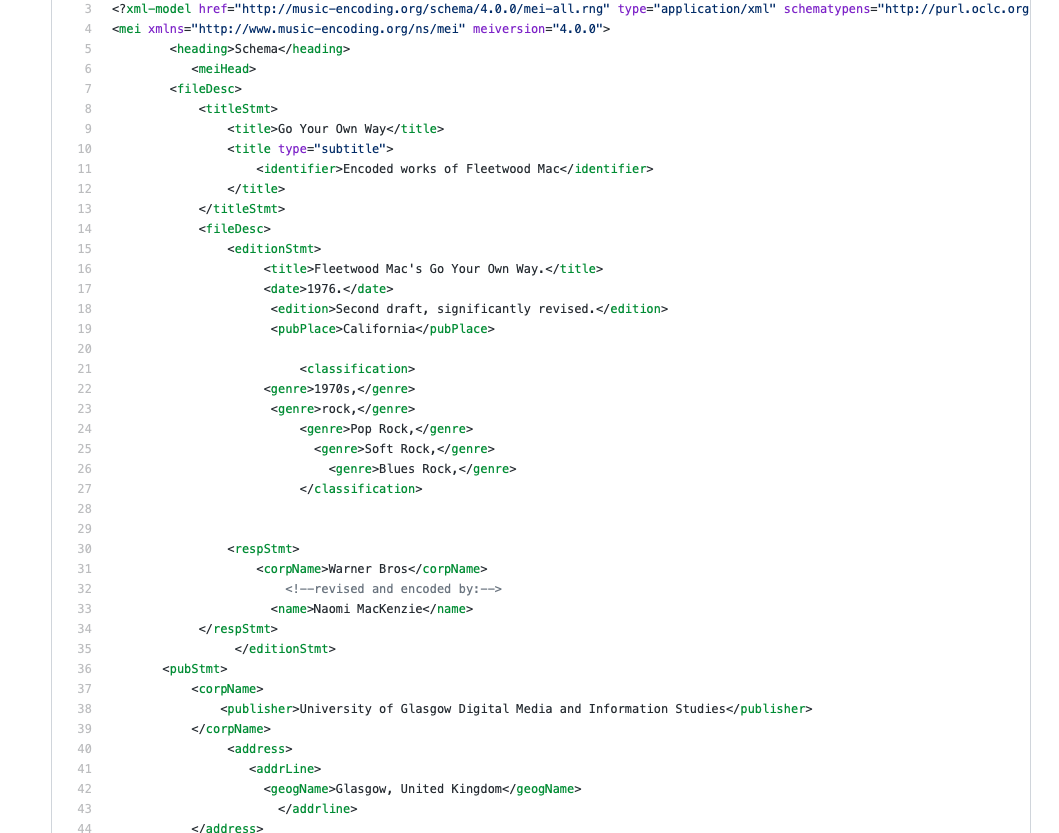 3 <?xml-model href="http://music-encoding.org/schema/4.0.0/mei-all.rng" type="application/xml" schematypens="http://purl.oclc.org
4 <mei xmlns="http://www.music-encoding.org/ns/mei" meiversion="4.0.0">
5 <heading>Schema</heading>
6 <meiHead>
7 <fileDesc>
8 <titleStmt>
9 <title>Go Your Own Way</title>
10 <title type="subtitle">
11 <identifier>Encoded works of Fleetwood Mac</identifier>
12 </title>
13 </titleStmt>
14 <fileDesc>
15 <editionStmt>
16 <title>Fleetwood Mac's Go Your Own Way.</title>
17 <date>1976.</date>
18 <edition>Second draft, significantly revised.</edition>
19 <pubPlace>California</pubPlace>
20
21 <classification>
22 <genre>1970s,</genre>
23 <genre>rock,</genre>
24 <genre>Pop Rock,</genre>
25 <genre>Soft Rock,</genre>
26 <genre>Blues Rock,</genre>
27 </classification>
28
29
30 <respStmt>
31 <corpName>Warner Bros</corpName>
32 <!--revised and encoded by:-->
33 <name>Naomi MacKenzie</name>
34 </respStmt>
35 </editionStmt>
36 <pubStmt>
37 <corpName>
38 <publisher>University of Glasgow Digital Media and Information Studies</publisher>
39 </corpName>
40 <address>
41 <addrLine>
42 <geogName>Glasgow, United Kingdom</geogName>
43 </addrline>
44 </address>